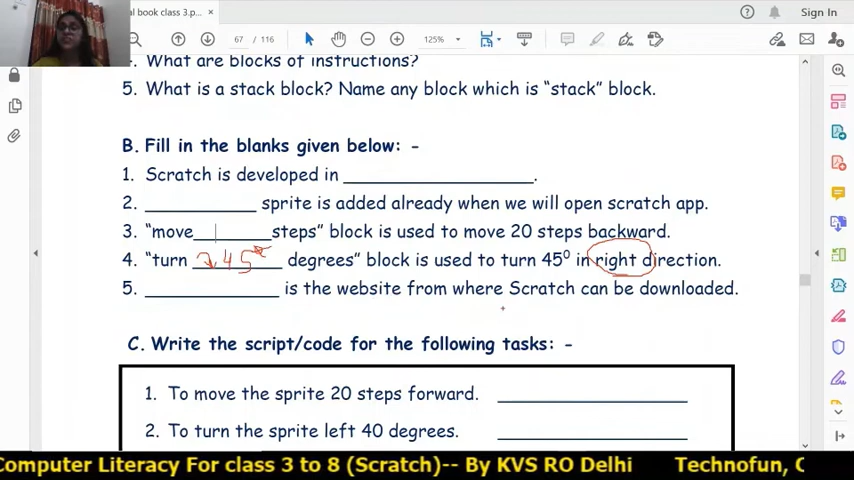 al book class 3.p... ×
Sign In
67 / 116
125%
4. What are blocks of instructions?
5. What is a stack block? Name any block which is "stack" block.
B. Fill in the blanks given below: -
1. Scratch is developed in ____________________.
2. ____________ sprite is added already when we will open scratch app.
3. "move________steps" block is used to move 20 steps backward.
4. "turn 45° degrees" block is used to turn 45⁰ in right direction.
5. ______________ is the website from where Scratch can be downloaded.
C. Write the script/code for the following tasks: -
1. To move the sprite 20 steps forward. ____________________
2. To turn the sprite left 40 degrees. ____________________
Computer Literacy For class 3 to 8 (Scratch)-- By KVS RO Delhi Technofun, C